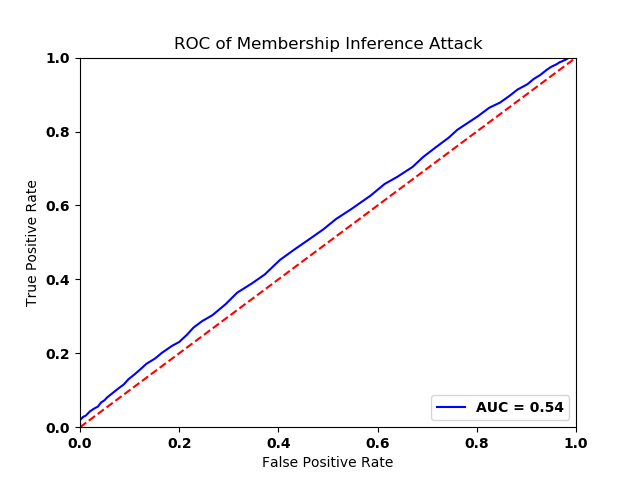 ROC of Membership Inference Attack
True Positive Rate
1.0
0.8
0.6
0.4
0.2
0.0
AUC = 0.54
0.0 0.2 0.4 0.6 0.8 1.0
False Positive Rate